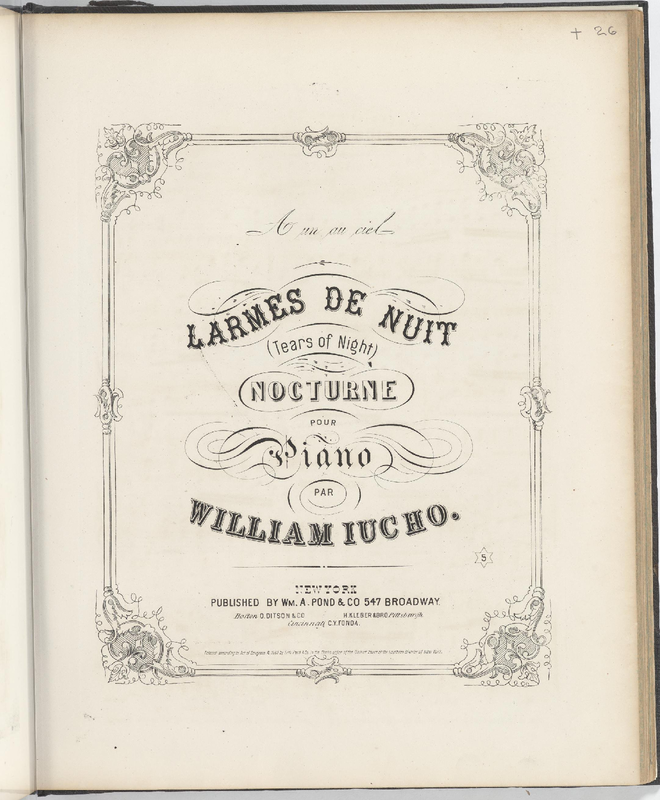 + 26
A un au ciel
LARMES DE NUIT
(Tears of Night)
NOCTURNE
POUR
Piano
PAR
WILLIAM IUCHO.
5
NEW YORK
PUBLISHED BY WM. A. POND & CO 547 BROADWAY.
Boston O. DITSON & CO H. KLEBER & BRO. Pittsburgh.
Cincinnati, C.Y. FONDA.